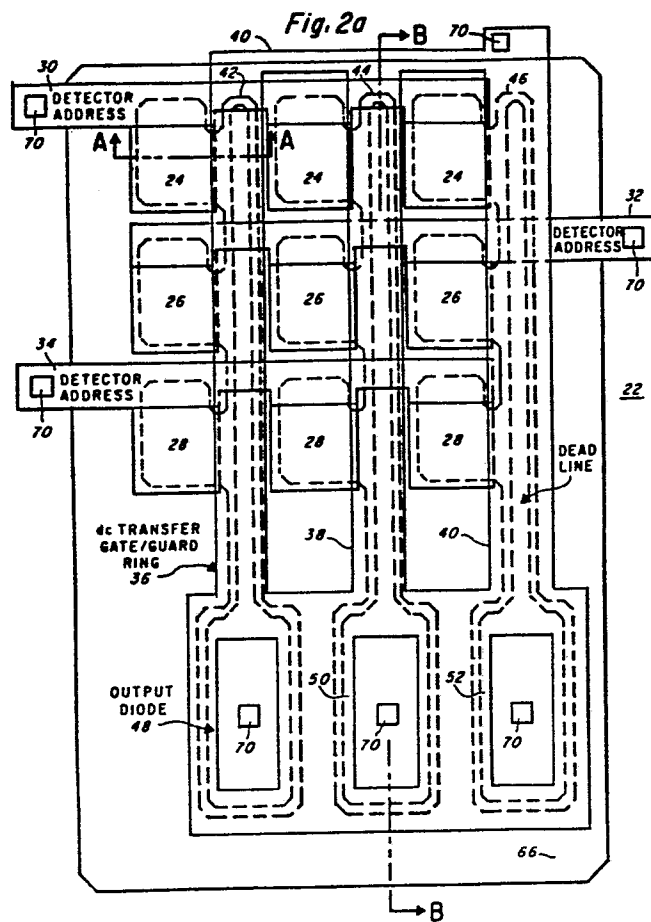 Fig. 2a
40
B
70
30
42
44
46
DETECTOR
ADDRESS
70
A
A
24
24
24
32
DETECTOR
ADDRESS
70
26
26
26
34
DETECTOR
ADDRESS
70
22
28
28
28
DEAD
LINE
dc TRANSFER
GATE/GUARD
RING
36
38
40
OUTPUT
DIODE
48
50
52
70
70
70
66
B